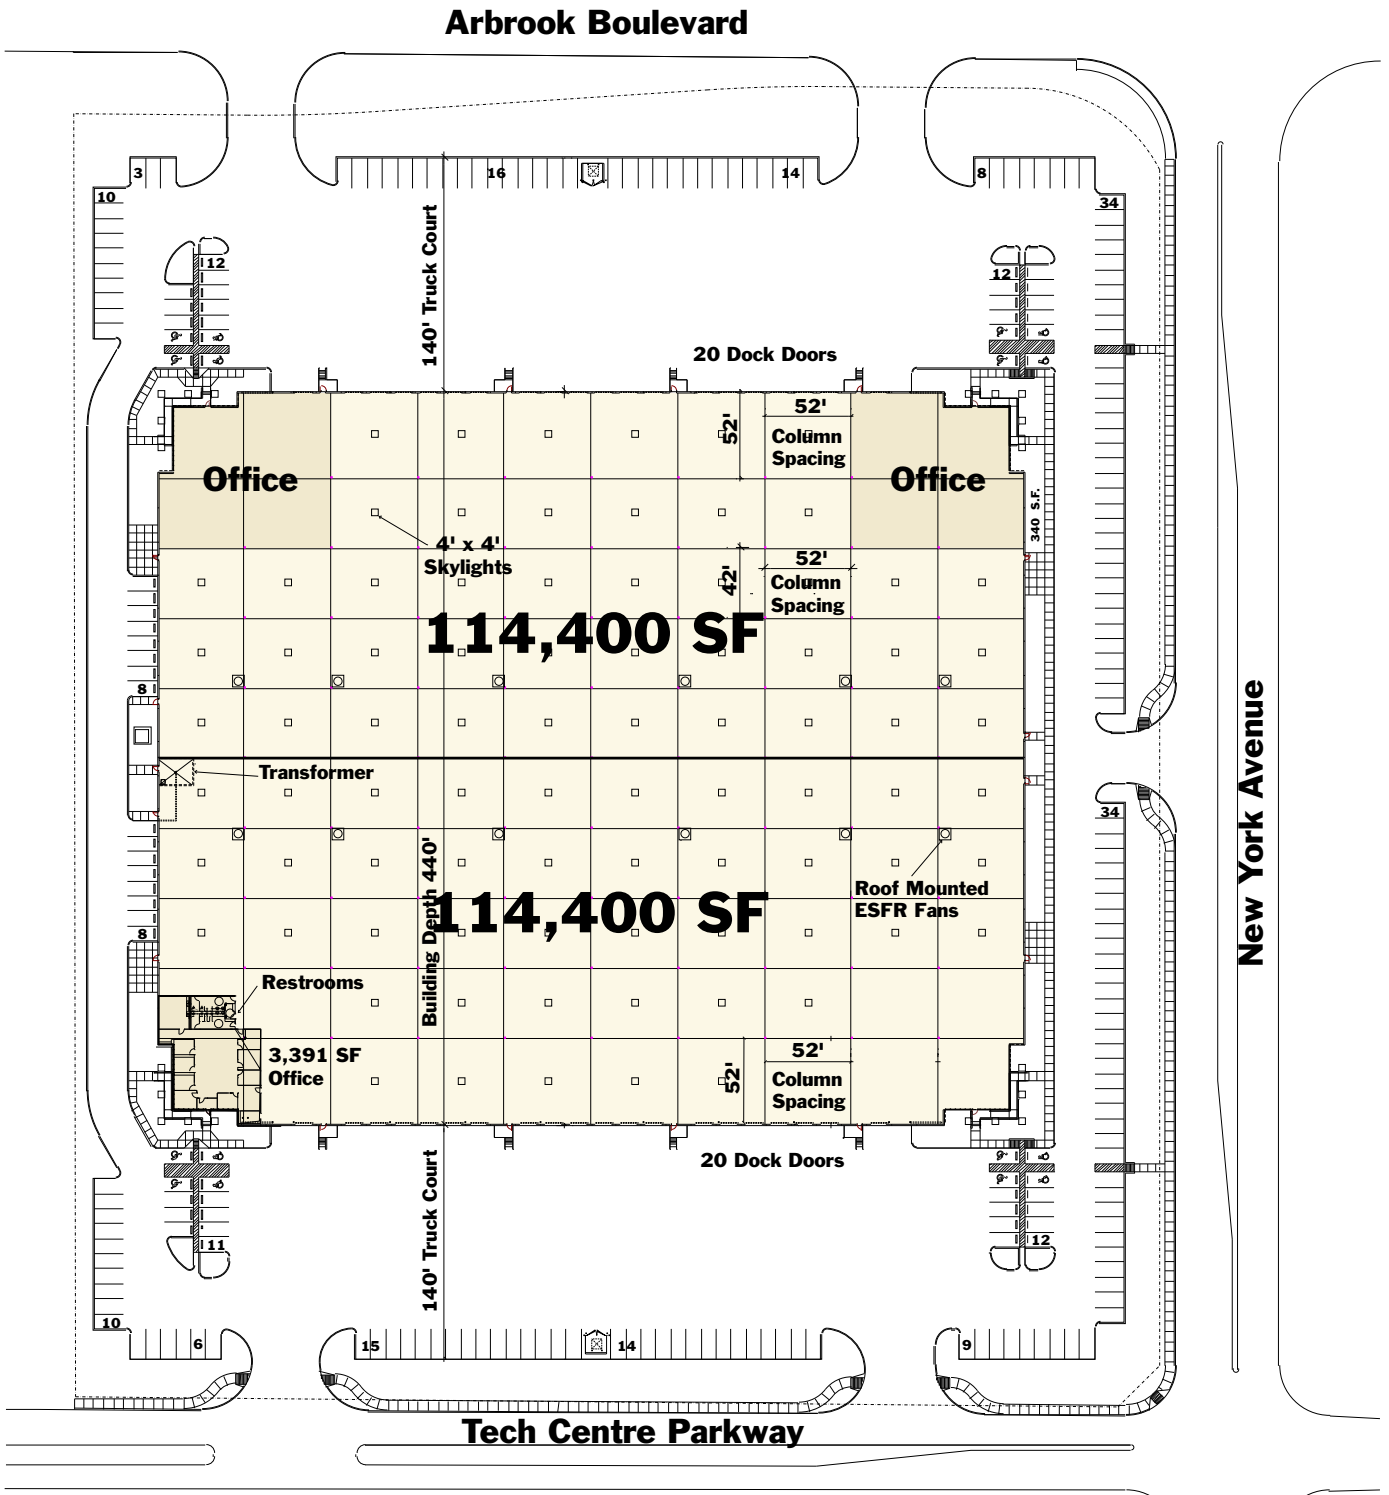 Arbrook Boulevard
3
16
14
8
10
34
140' Truck Court
12
12
20 Dock Doors
52'
52'
Column
Spacing
Office
Office
340 S.F.
4' x 4'
Skylights
52'
42'
Column
Spacing
114,400 SF
8
New York Avenue
Transformer
34
Building Depth 440'
Roof Mounted
ESFR Fans
114,400 SF
8
Restrooms
3,391 SF
Office
52'
52'
Column
Spacing
20 Dock Doors
140' Truck Court
11
12
10
6
15
14
9
Tech Centre Parkway